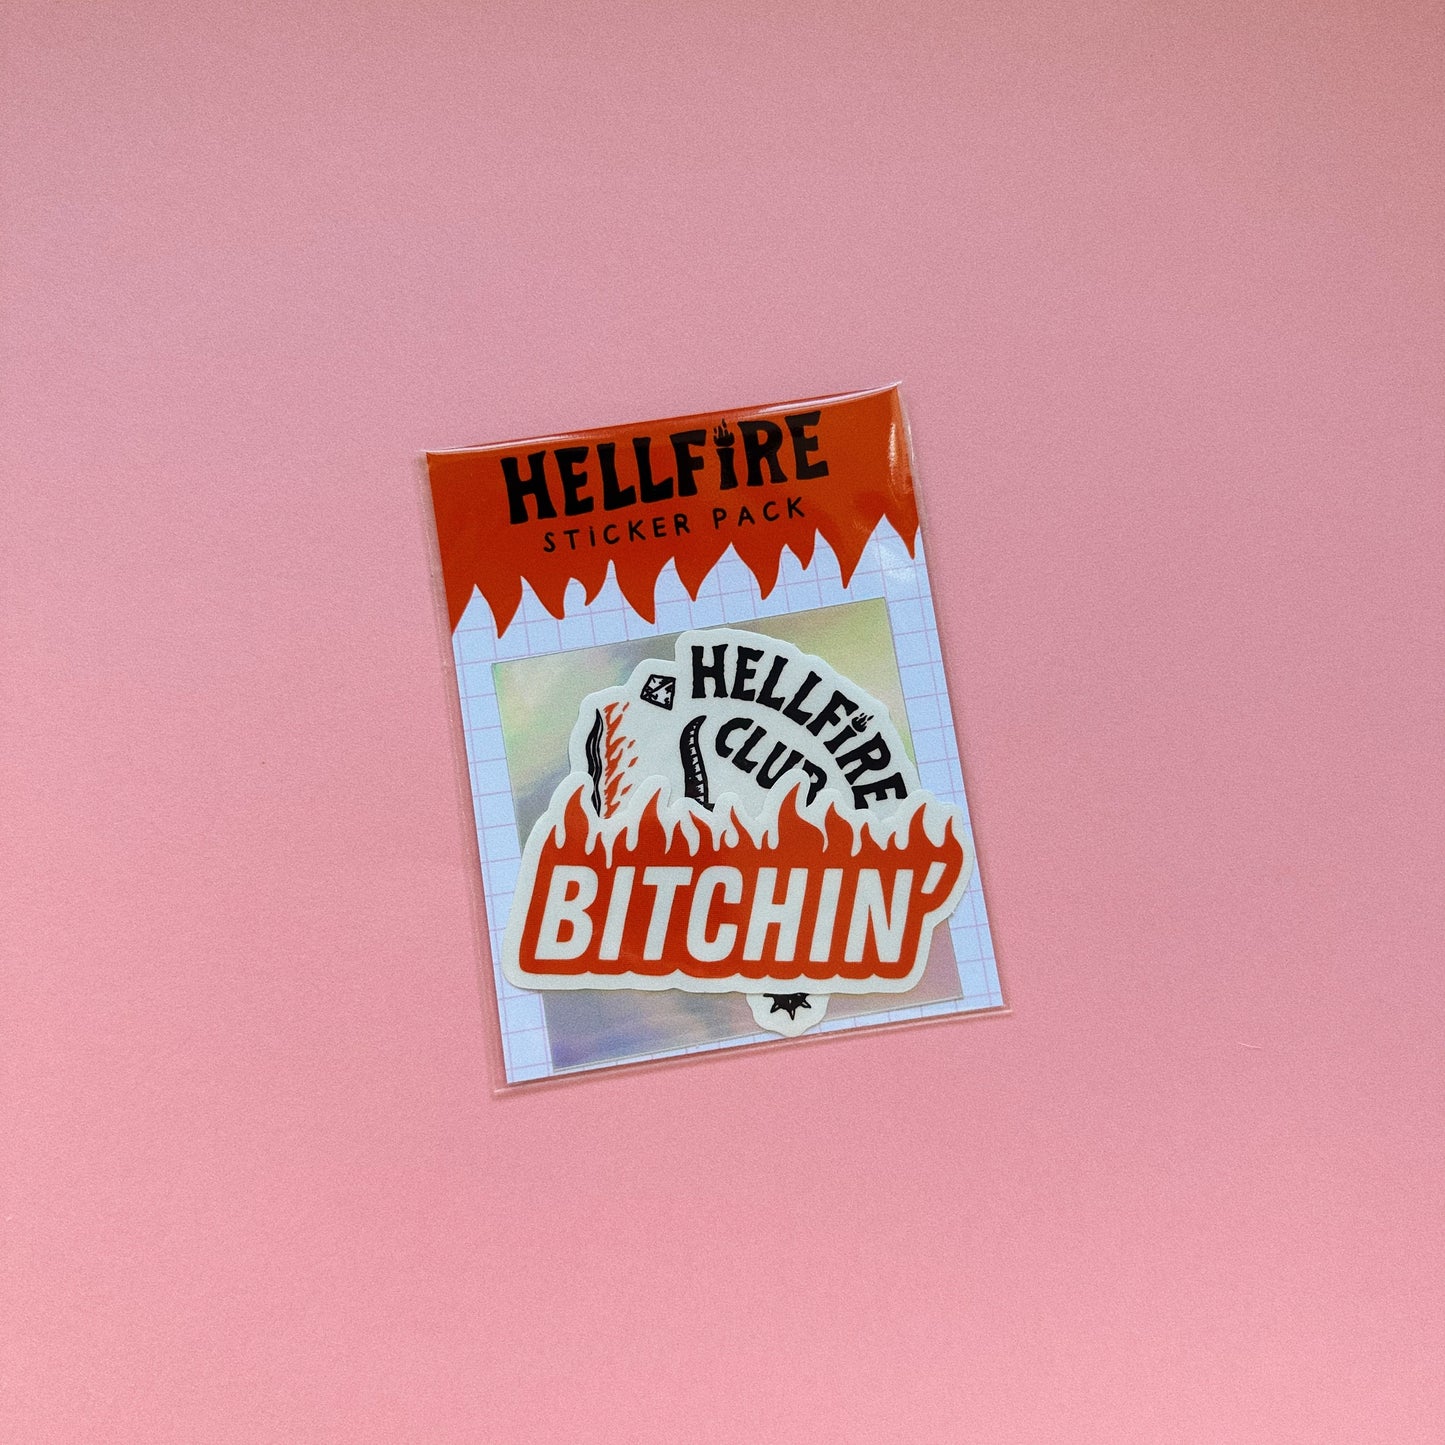 HELLFiRE
STiCKER PACK
HELLFiRE
CLUB
BITCHIN'